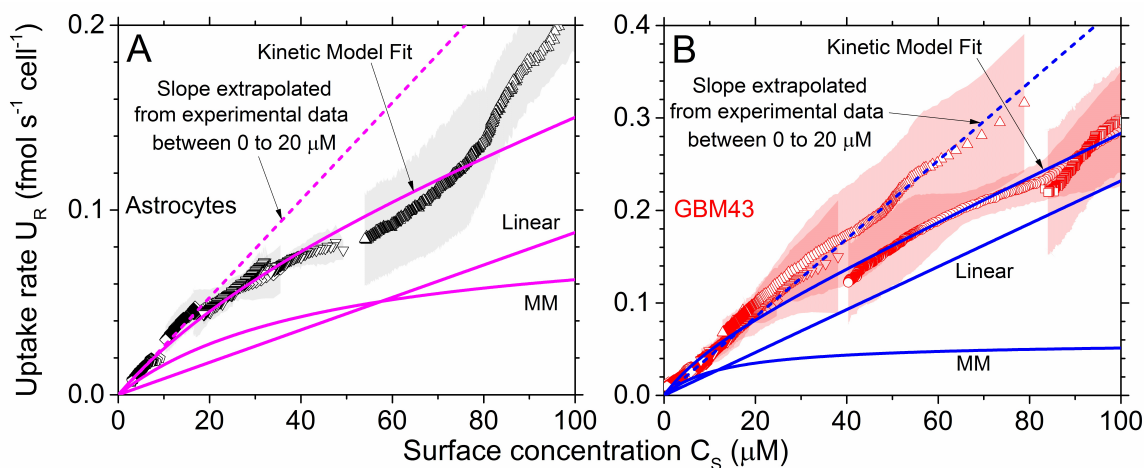 A
Kinetic Model Fit
Slope extrapolated
from experimental data
between 0 to 20 μM
Astrocytes
Linear
MM
0.2
0.1
0.0
0 20 40 60 80 100
Uptake rate U_R (fmol s⁻¹ cell⁻¹)
B
Kinetic Model Fit
Slope extrapolated
from experimental data
between 0 to 20 μM
GBM43
Linear
MM
0.4
0.3
0.2
0.1
0.0
0 20 40 60 80 100
Surface concentration C_S (μM)